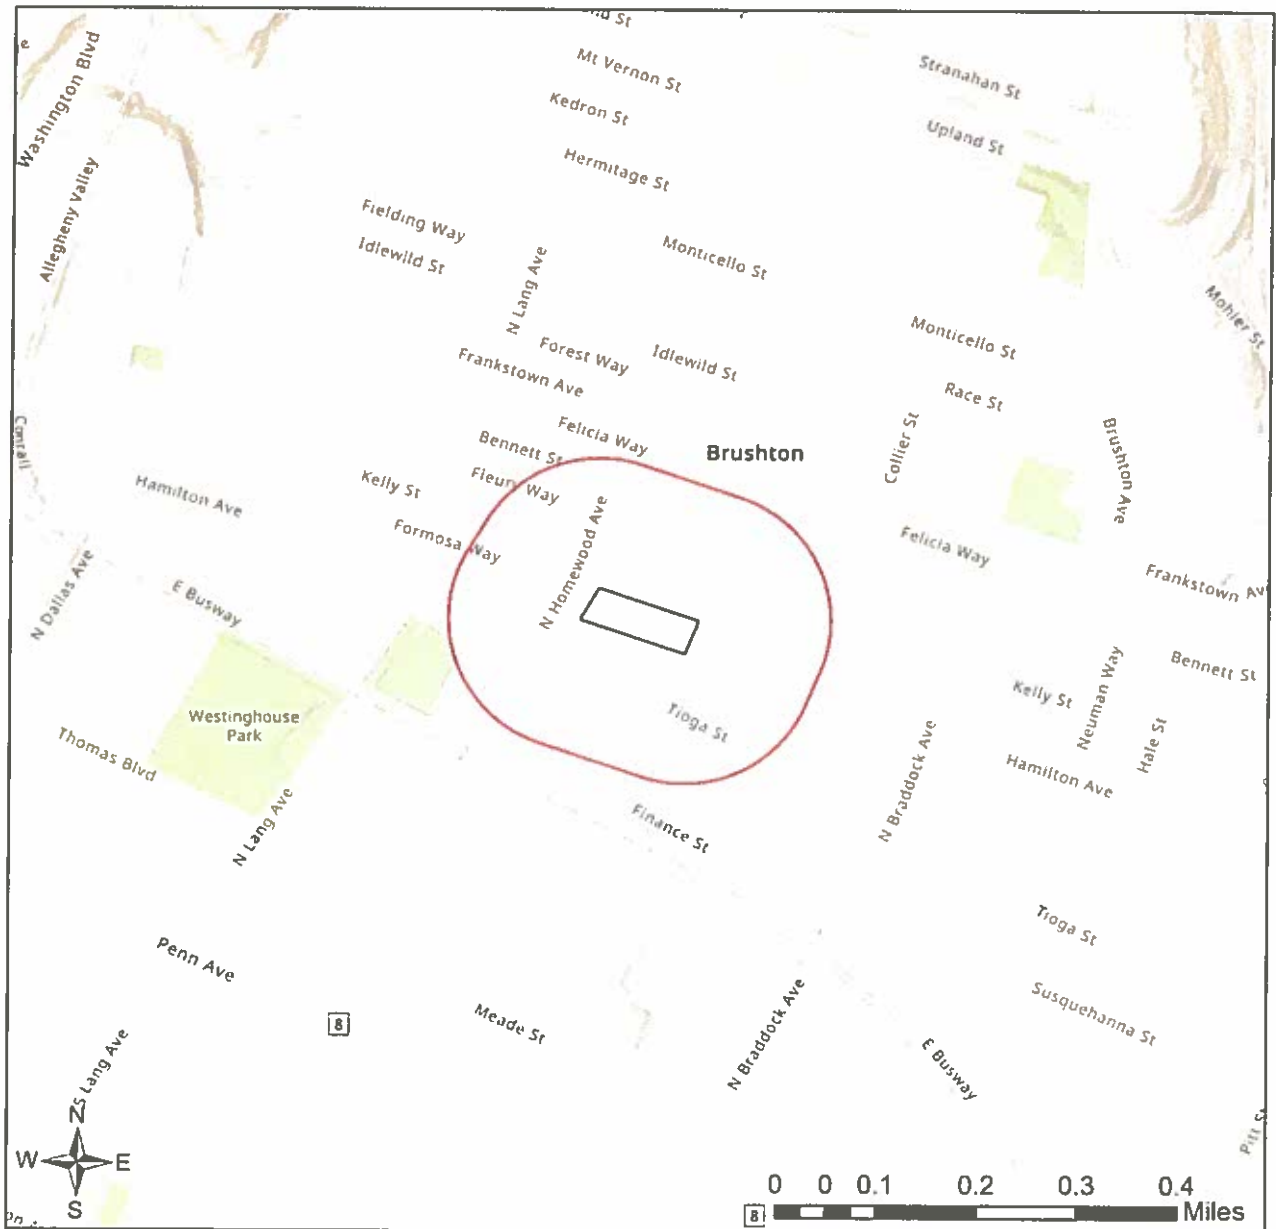 Mt Vernon St
Stranahan St
Washington Blvd
Kedron St
Upland St
Hermitage St
Allegheny Valley
Fielding Way
Idlewild St
Monticello St
N Lang Ave
Mohler St
Monticello St
Forest Way
Idlewild St
Frankstown Ave
Race St
Collier St
Brushton Ave
Felicia Way
Bennett St
Brushton
Conrail
Kelly St
Fleury Way
Hamilton Ave
Formosa Way
N Homewood Ave
Felicia Way
Frankstown Av
N Dallas Ave
E Busway
Bennett St
Kelly St
Neuman Way
Hale St
Westinghouse
Park
Tioga St
Thomas Blvd
Hamilton Ave
N Braddock Ave
N Lang Ave
Finance St
Tioga St
Penn Ave
Susquehanna St
8
Meade St
N Braddock Ave
E Busway
S Lang Ave
Pitt St
N
W E
S
0 0 0.1 0.2 0.3 0.4
8 Miles